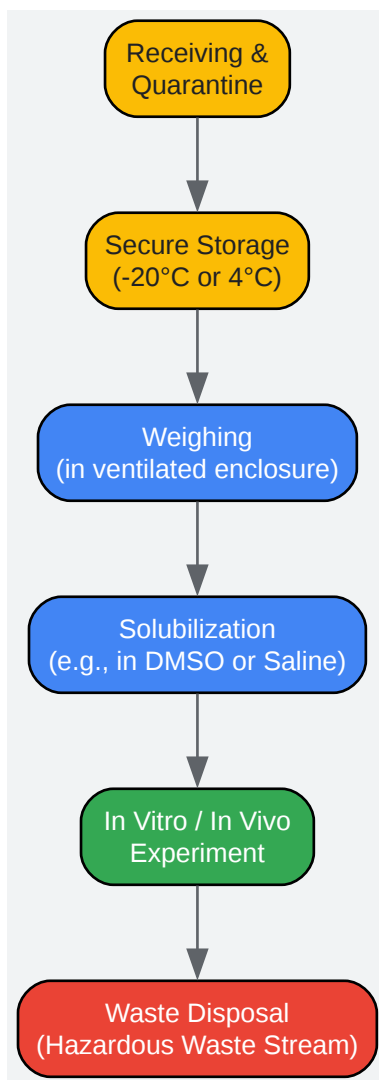 Receiving &
Quarantine
Secure Storage
(-20°C or 4°C)
Weighing
(in ventilated enclosure)
Solubilization
(e.g., in DMSO or Saline)
In Vitro / In Vivo
Experiment
Waste Disposal
(Hazardous Waste Stream)